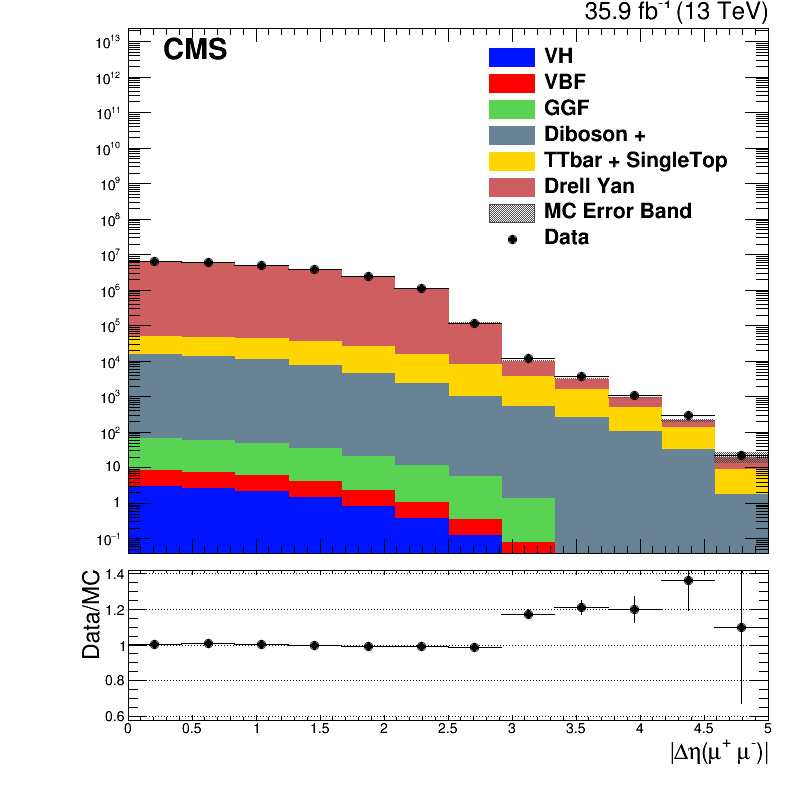 35.9 fb⁻¹ (13 TeV)
CMS
VH
VBF
GGF
Diboson +
TTbar + SingleTop
Drell Yan
MC Error Band
Data
10¹³
10¹²
10¹¹
10¹⁰
10⁹
10⁸
10⁷
10⁶
10⁵
10⁴
10³
10²
10
1
10⁻¹
Data/MC
1.4
1.2
1
0.8
0.6
0 0.5 1 1.5 2 2.5 3 3.5 4 4.5 5
|Δη(μ⁺ μ⁻)|